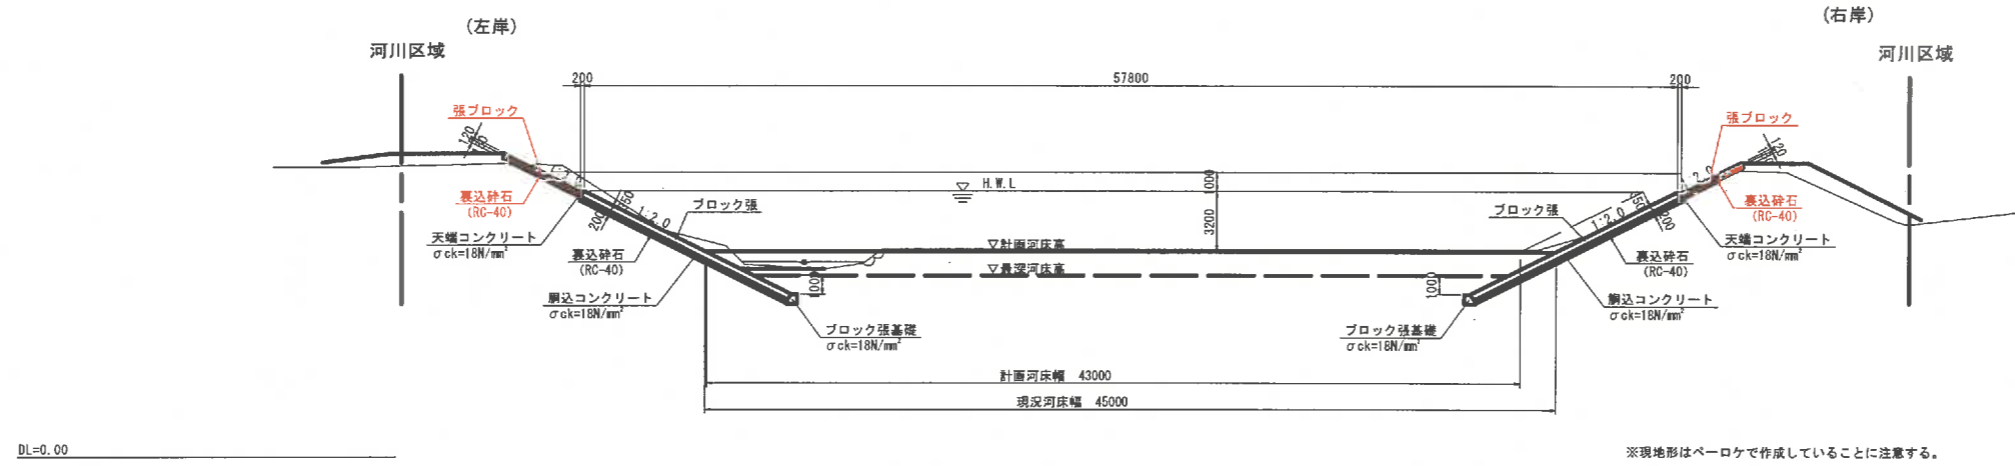 (左岸)
(右岸)
河川区域
河川区域
200
57800
200
張ブロック
張ブロック
120
120
H.W.L
1000
3200
裏込砕石
(RC-40)
裏込砕石
(RC-40)
350
200
1:2.0
ブロック張
ブロック張
1:2.0
350
200
天端コンクリート
σck=18N/mm²
天端コンクリート
σck=18N/mm²
▽計画河床高
▽最深河床高
裏込砕石
(RC-40)
裏込砕石
(RC-40)
1000
1000
胴込コンクリート
σck=18N/mm²
胴込コンクリート
σck=18N/mm²
ブロック張基礎
σck=18N/mm²
ブロック張基礎
σck=18N/mm²
計画河床幅 43000
現況河床幅 45000
DL=0.00
※現地形はペーロケで作成していることに注意する。